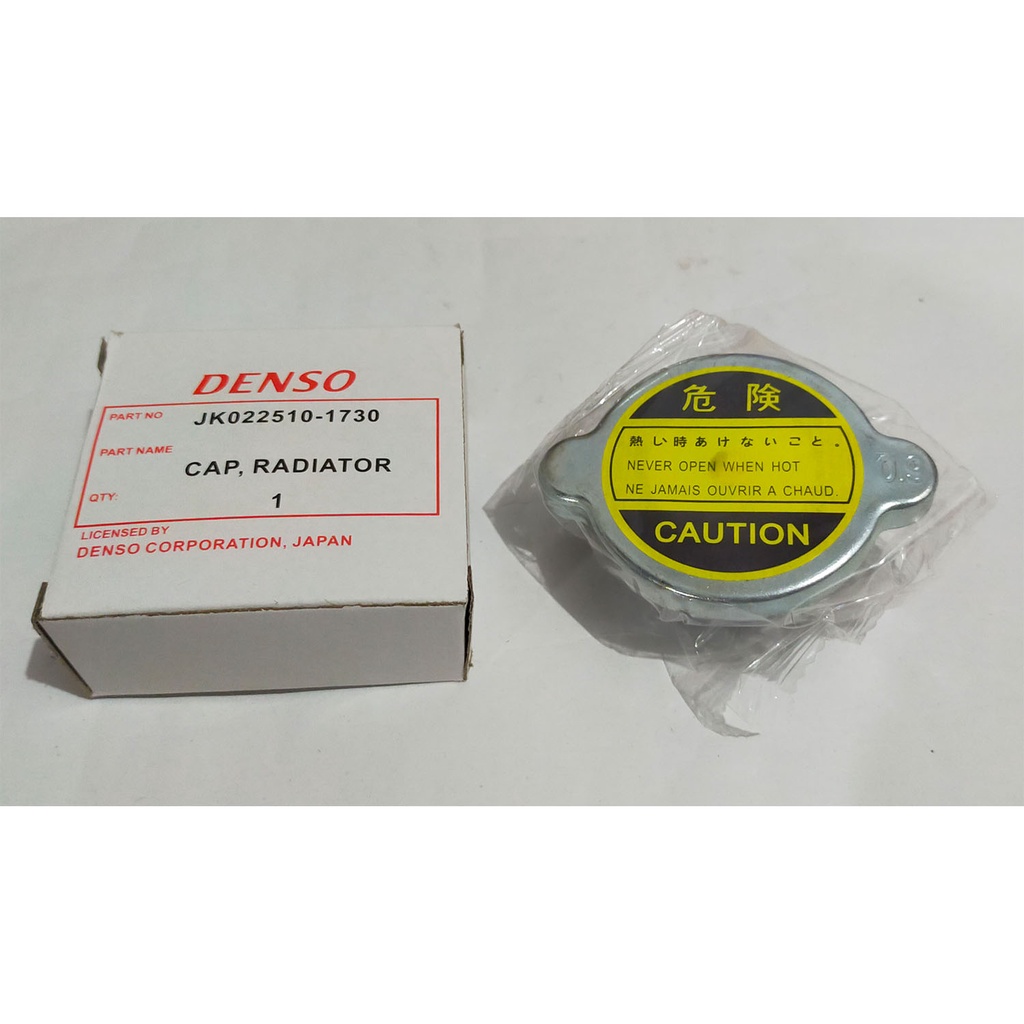 DENSO
PART NO JK022510-1730
PART NAME CAP, RADIATOR
QTY: 1
LICENSED BY
DENSO CORPORATION, JAPAN
危険
熱い時あけないこと。
NEVER OPEN WHEN HOT
NE JAMAIS OUVRIR A CHAUD.
CAUTION
0.9